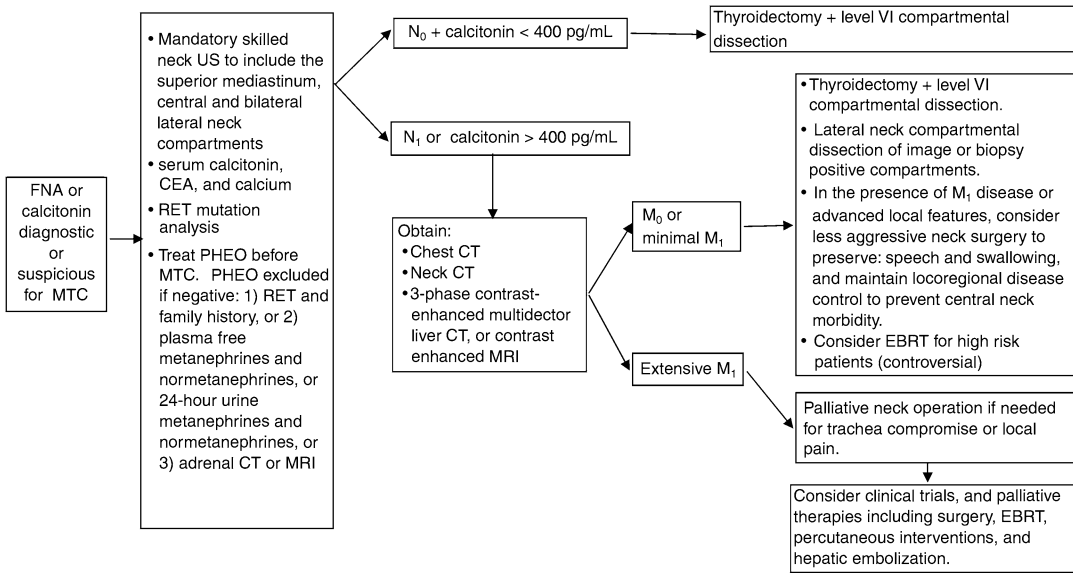 FNA or
calcitonin
diagnostic
or
suspicious
for MTC
• Mandatory skilled
neck US to include the
superior mediastinum,
central and bilateral
lateral neck
compartments
• serum calcitonin,
CEA, and calcium
• RET mutation
analysis
• Treat PHEO before
MTC. PHEO excluded
if negative: 1) RET and
family history, or 2)
plasma free
metanephrines and
normetanephrines, or
24-hour urine
metanephrines and
normetanephrines, or
3) adrenal CT or MRI
N₀ + calcitonin < 400 pg/mL
Thyroidectomy + level VI compartmental
dissection
N₁ or calcitonin > 400 pg/mL
Obtain:
• Chest CT
• Neck CT
• 3-phase contrast-
enhanced multidector
liver CT, or contrast
enhanced MRI
M₀ or
minimal M₁
• Thyroidectomy + level VI
compartmental dissection.
• Lateral neck compartmental
dissection of image or biopsy
positive compartments.
• In the presence of M₁ disease or
advanced local features, consider
less aggressive neck surgery to
preserve: speech and swallowing,
and maintain locoregional disease
control to prevent central neck
morbidity.
• Consider EBRT for high risk
patients (controversial)
Extensive M₁
Palliative neck operation if needed
for trachea compromise or local
pain.
Consider clinical trials, and palliative
therapies including surgery, EBRT,
percutaneous interventions, and
hepatic embolization.